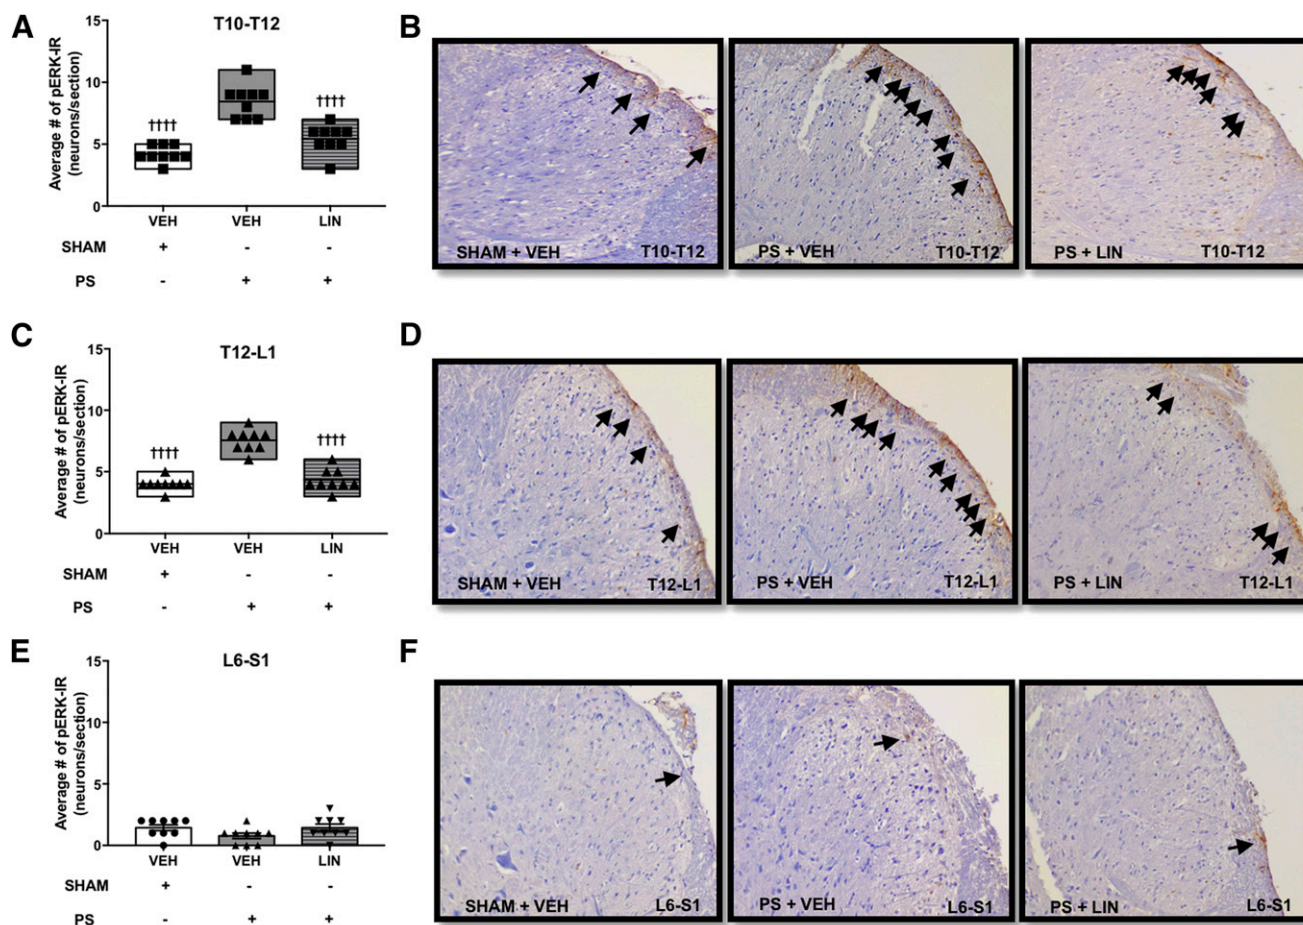 A
T10-T12
Average # of pERK-IR
(neurons/section)
15
10
5
0
††††
††††
VEH VEH LIN
SHAM + - -
PS - + +
B
SHAM + VEH T10-T12
PS + VEH T10-T12
PS + LIN T10-T12
C
T12-L1
Average # of pERK-IR
(neurons/section)
15
10
5
0
††††
††††
VEH VEH LIN
SHAM + - -
PS - + +
D
SHAM + VEH T12-L1
PS + VEH T12-L1
PS + LIN T12-L1
E
L6-S1
Average # of pERK-IR
(neurons/section)
15
10
5
0
VEH VEH LIN
SHAM + - -
PS - + +
F
SHAM + VEH L6-S1
PS + VEH L6-S1
PS + LIN L6-S1